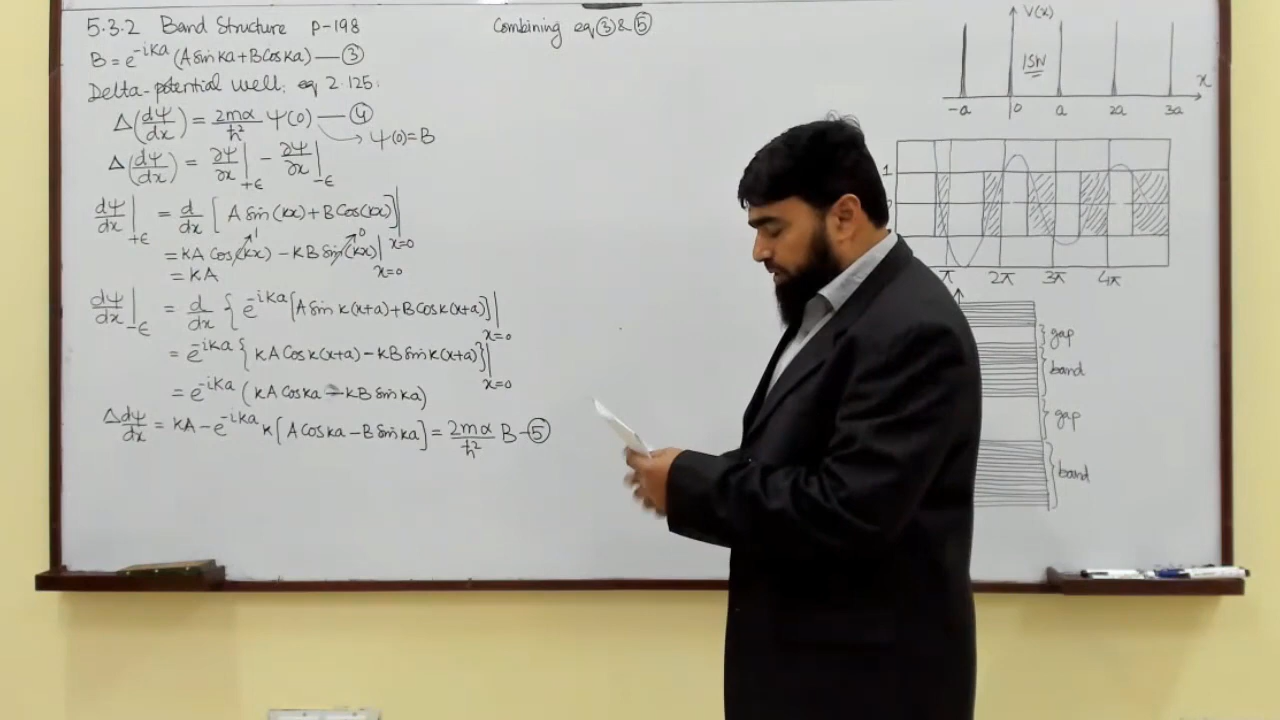 5.3.2 Band Structure P-198
B = e^{-iKa} (A sin ka + B Cos ka) — ③
Delta-potential well: eq 2.125:
Δ(dψ/dx) = 2mα/ħ² ψ(0) — ④
→ ψ(0) = B
Δ(dψ/dx) = ∂ψ/∂x|₊ϵ − ∂ψ/∂x|₋ϵ
dψ/dx|₊ϵ = d/dx [A sin(kx) + B Cos(kx)]|ₓ₌₀
= kA Cos(kx)↗1 − kB sin(kx)↗0|ₓ₌₀
= kA
dψ/dx|₋ϵ = d/dx {e^{-iKa} [A sin k(x+a) + B Cos k(x+a)]}|ₓ₌₀
= e^{-iKa} {kA Cos k(x+a) − kB sin k(x+a)}|ₓ₌₀
= e^{-iKa} (kA Cos ka − kB sin ka)
Δdψ/dx = kA − e^{-iKa} k[A Cos ka − B sin ka] = 2mα/ħ² B — ⑤
Combining eq ③ & ⑤
V(x)
ISW
x
-a 0 a 2a 3a
1
π 2π 3π 4π
gap
band
gap
band